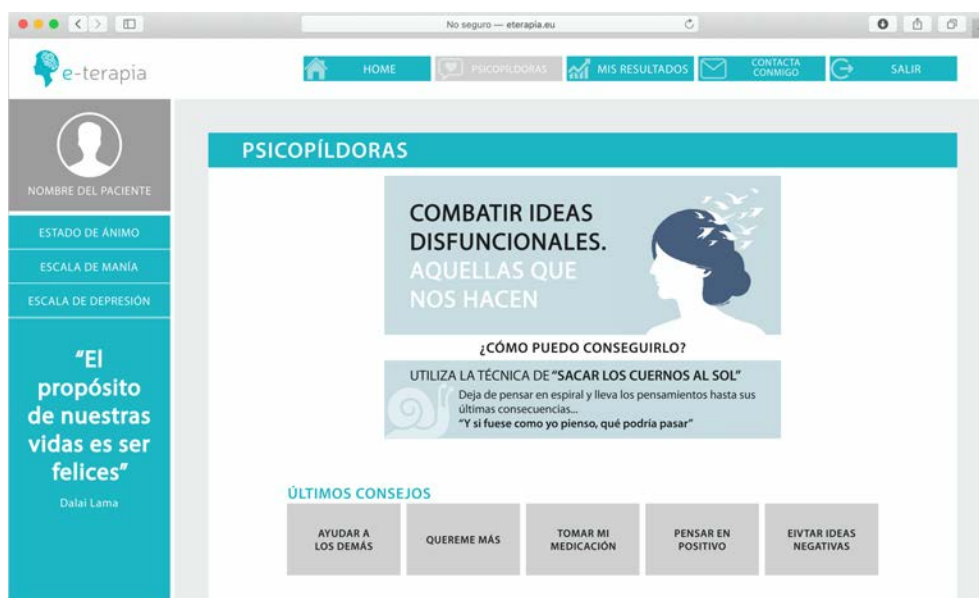 No seguro — eterapia.eu
e-terapia
HOME
PSICOPÍLDORAS
MIS RESULTADOS
CONTACTA
CONMIGO
SALIR
NOMBRE DEL PACIENTE
ESTADO DE ÁNIMO
ESCALA DE MANÍA
ESCALA DE DEPRESIÓN
“El
propósito
de nuestras
vidas es ser
felices”
Dalai Lama
PSICOPÍLDORAS
COMBATIR IDEAS
DISFUNCIONALES.
AQUELLAS QUE
NOS HACEN
¿CÓMO PUEDO CONSEGUIRLO?
UTILIZA LA TÉCNICA DE “SACAR LOS CUERNOS AL SOL”
Deja de pensar en espiral y lleva los pensamientos hasta sus
últimas consecuencias...
“Y si fuese como yo pienso, qué podría pasar”
ÚLTIMOS CONSEJOS
AYUDAR A
LOS DEMÁS
QUEREME MÁS
TOMAR MI
MEDICACIÓN
PENSAR EN
POSITIVO
EIVTAR IDEAS
NEGATIVAS